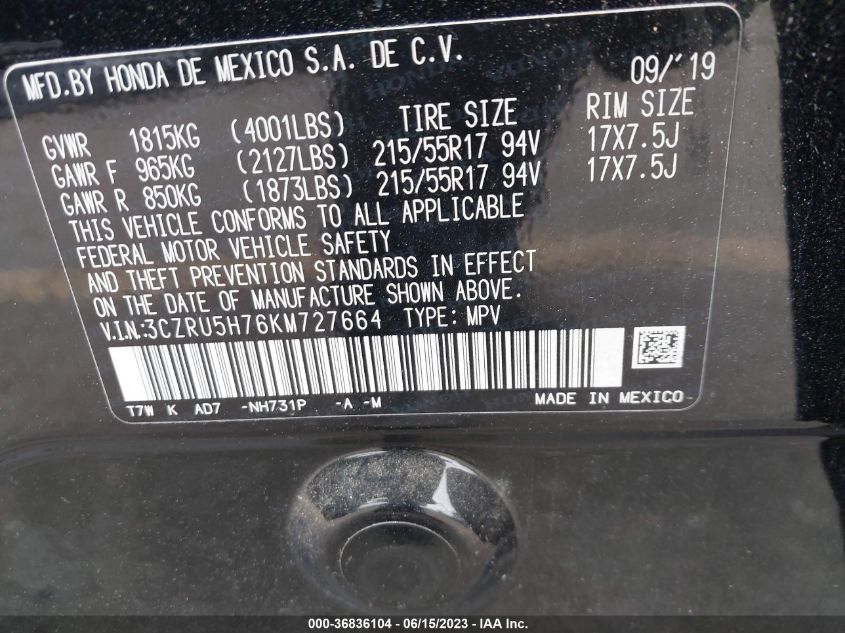 MFD.BY HONDA DE MEXICO S.A. DE C.V. 09/'19
GVWR 1815KG (4001LBS) TIRE SIZE RIM SIZE
GAWR F 965KG (2127LBS) 215/55R17 94V 17X7.5J
GAWR R 850KG (1873LBS) 215/55R17 94V 17X7.5J
THIS VEHICLE CONFORMS TO ALL APPLICABLE
FEDERAL MOTOR VEHICLE SAFETY
AND THEFT PREVENTION STANDARDS IN EFFECT
ON THE DATE OF MANUFACTURE SHOWN ABOVE.
V.I.N.:3CZRU5H76KM727664 TYPE: MPV
T7W K AD7 -NH731P -A -M MADE IN MEXICO
000-36836104 - 06/15/2023 - © IAA Inc.